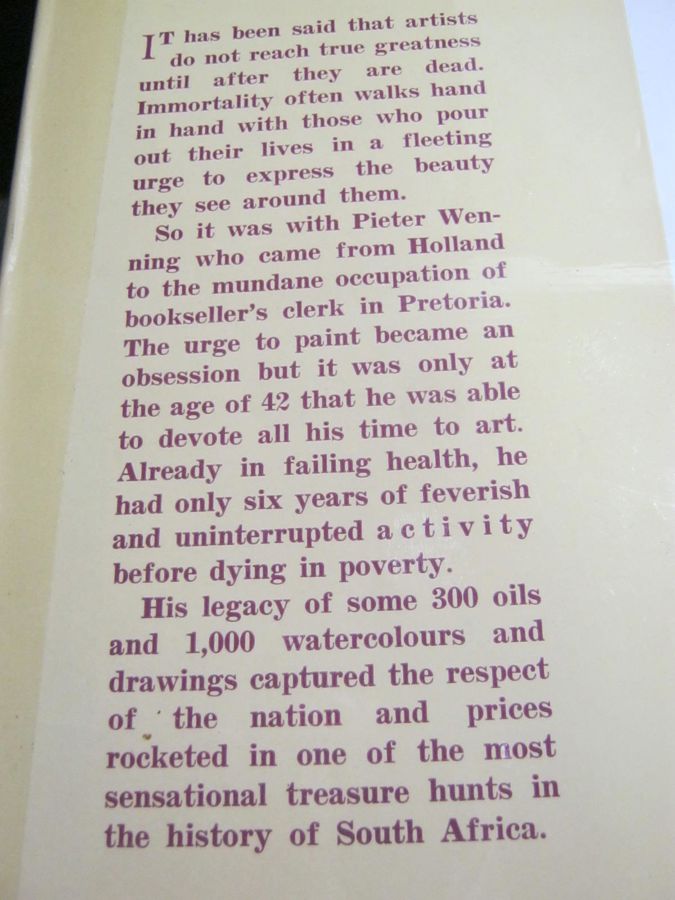 IT has been said that artists
do not reach true greatness
until after they are dead.
Immortality often walks hand
in hand with those who pour
out their lives in a fleeting
urge to express the beauty
they see around them.
So it was with Pieter Wen-
ning who came from Holland
to the mundane occupation of
bookseller's clerk in Pretoria.
The urge to paint became an
obsession but it was only at
the age of 42 that he was able
to devote all his time to art.
Already in failing health, he
had only six years of feverish
and uninterrupted activity
before dying in poverty.
His legacy of some 300 oils
and 1,000 watercolours and
drawings captured the respect
of the nation and prices
rocketed in one of the most
sensational treasure hunts in
the history of South Africa.